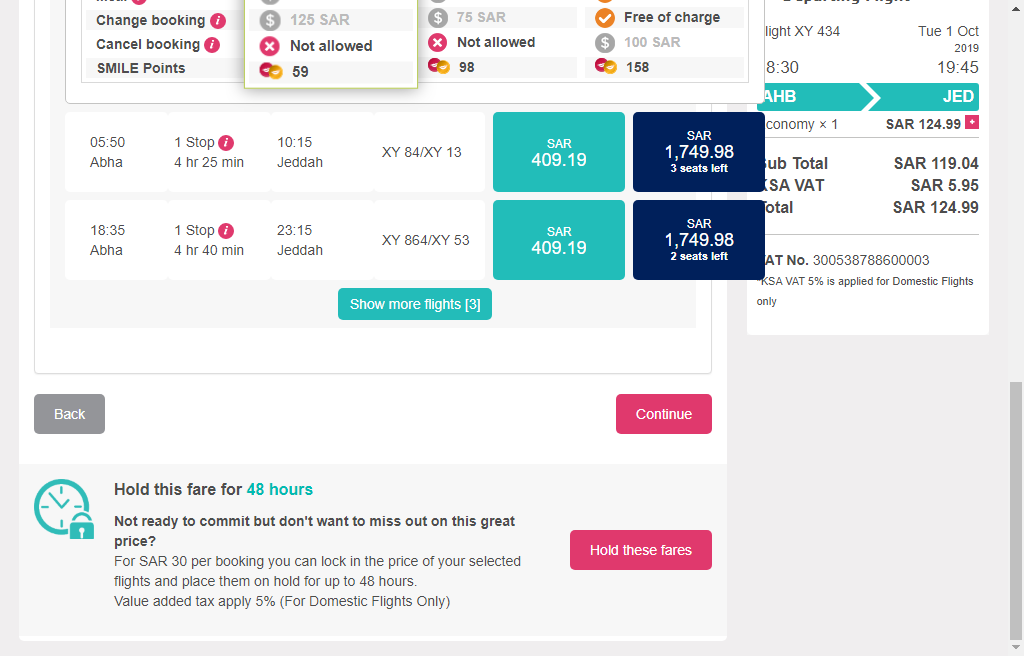 Change booking
125 SAR
75 SAR
Free of charge
Cancel booking
Not allowed
Not allowed
100 SAR
SMILE Points
59
98
158
05:50
Abha
1 Stop
4 hr 25 min
10:15
Jeddah
XY 84/XY 13
SAR
409.19
SAR
1,749.98
3 seats left
18:35
Abha
1 Stop
4 hr 40 min
23:15
Jeddah
XY 864/XY 53
SAR
409.19
SAR
1,749.98
2 seats left
Show more flights [3]
Back
Continue
Hold this fare for 48 hours
Not ready to commit but don't want to miss out on this great
price?
For SAR 30 per booking you can lock in the price of your selected
flights and place them on hold for up to 48 hours.
Value added tax apply 5% (For Domestic Flights Only)
Hold these fares
light XY 434
Tue 1 Oct
2019
8:30
19:45
AHB
JED
conomy × 1
SAR 124.99
ub Total
SAR 119.04
KSA VAT
SAR 5.95
otal
SAR 124.99
AT No. 300538788600003
*KSA VAT 5% is applied for Domestic Flights
only